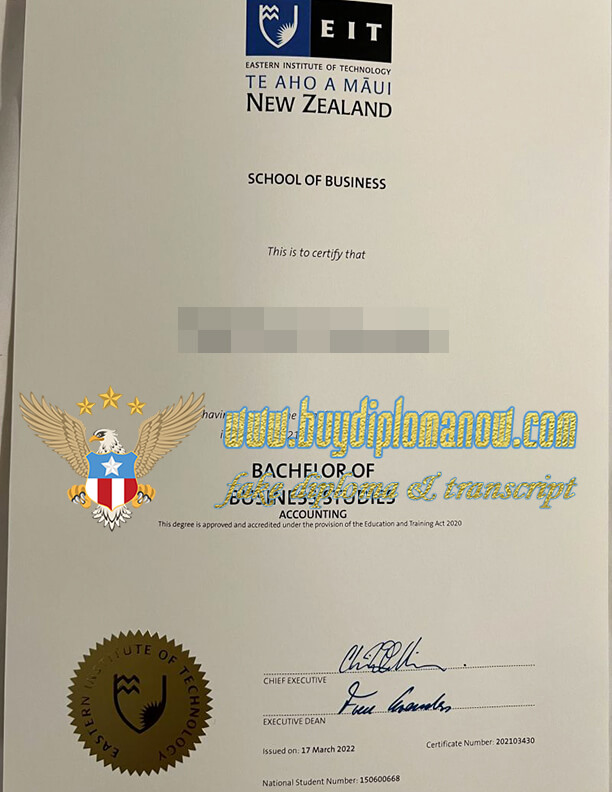 EIT
EASTERN INSTITUTE OF TECHNOLOGY
TE AHO A MĀUI
NEW ZEALAND
SCHOOL OF BUSINESS
This is to certify that
www.buydiplomanow.com
fake diploma & transcript
BACHELOR OF
BUSINESS STUDIES
ACCOUNTING
This degree is approved and accredited under the provision of the Education and Training Act 2020
EASTERN INSTITUTE OF TECHNOLOGY
CHIEF EXECUTIVE
EXECUTIVE DEAN
Issued on: 17 March 2022
Certificate Number: 202103430
National Student Number: 150600668